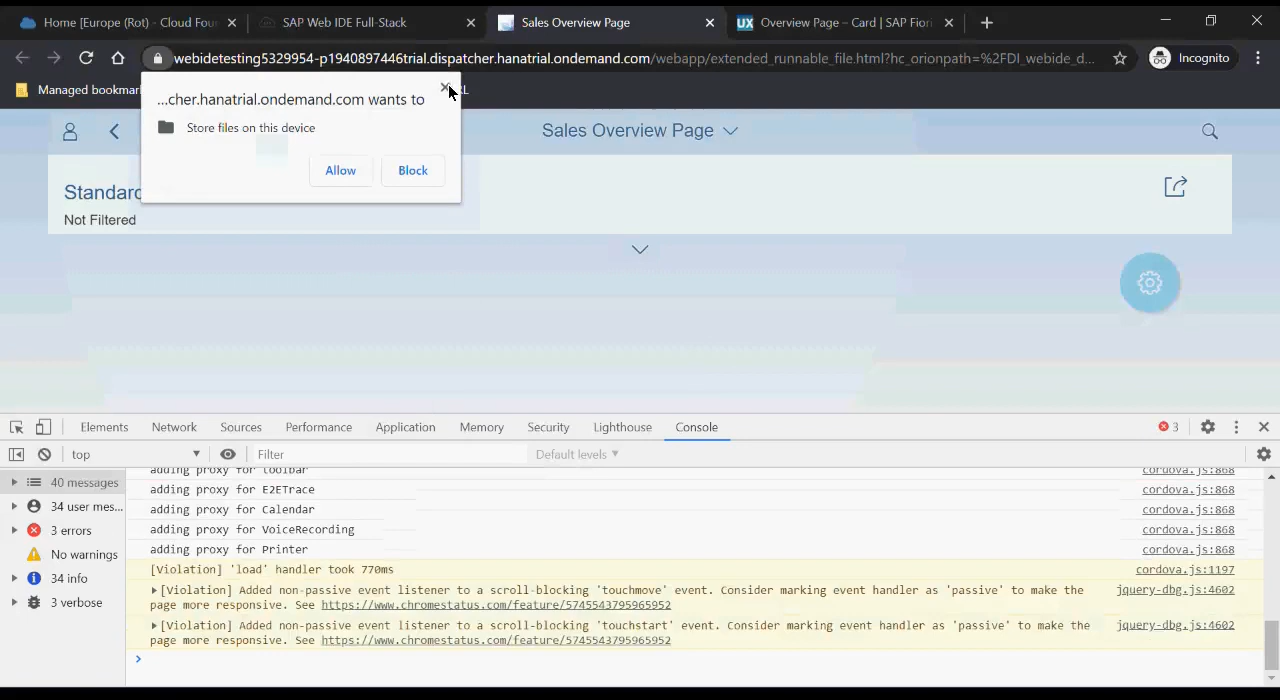 Home [Europe (Rot) - Cloud Fou
SAP Web IDE Full-Stack
Sales Overview Page
UX
Overview Page – Card | SAP Fiori
webidetesting5329954-p1940897446trial.dispatcher.hanatrial.ondemand.com/webapp/extended_runnable_file.html?hc_orionpath=%2FDI_webide_d...
Incognito
Managed bookmar
...cher.hanatrial.ondemand.com wants to
Store files on this device
Allow
Block
Sales Overview Page
Standard
Not Filtered
Elements
Network
Sources
Performance
Application
Memory
Security
Lighthouse
Console
3
top
Filter
Default levels
40 messages
34 user mes...
3 errors
No warnings
34 info
3 verbose
adding proxy for toolbar cordova.js:868
adding proxy for E2ETrace cordova.js:868
adding proxy for Calendar cordova.js:868
adding proxy for VoiceRecording cordova.js:868
adding proxy for Printer cordova.js:868
[Violation] 'load' handler took 770ms cordova.js:1197
[Violation] Added non-passive event listener to a scroll-blocking 'touchmove' event. Consider marking event handler as 'passive' to make the jquery-dbg.js:4602
page more responsive. See https://www.chromestatus.com/feature/5745543795965952
[Violation] Added non-passive event listener to a scroll-blocking 'touchstart' event. Consider marking event handler as 'passive' to make the jquery-dbg.js:4602
page more responsive. See https://www.chromestatus.com/feature/5745543795965952